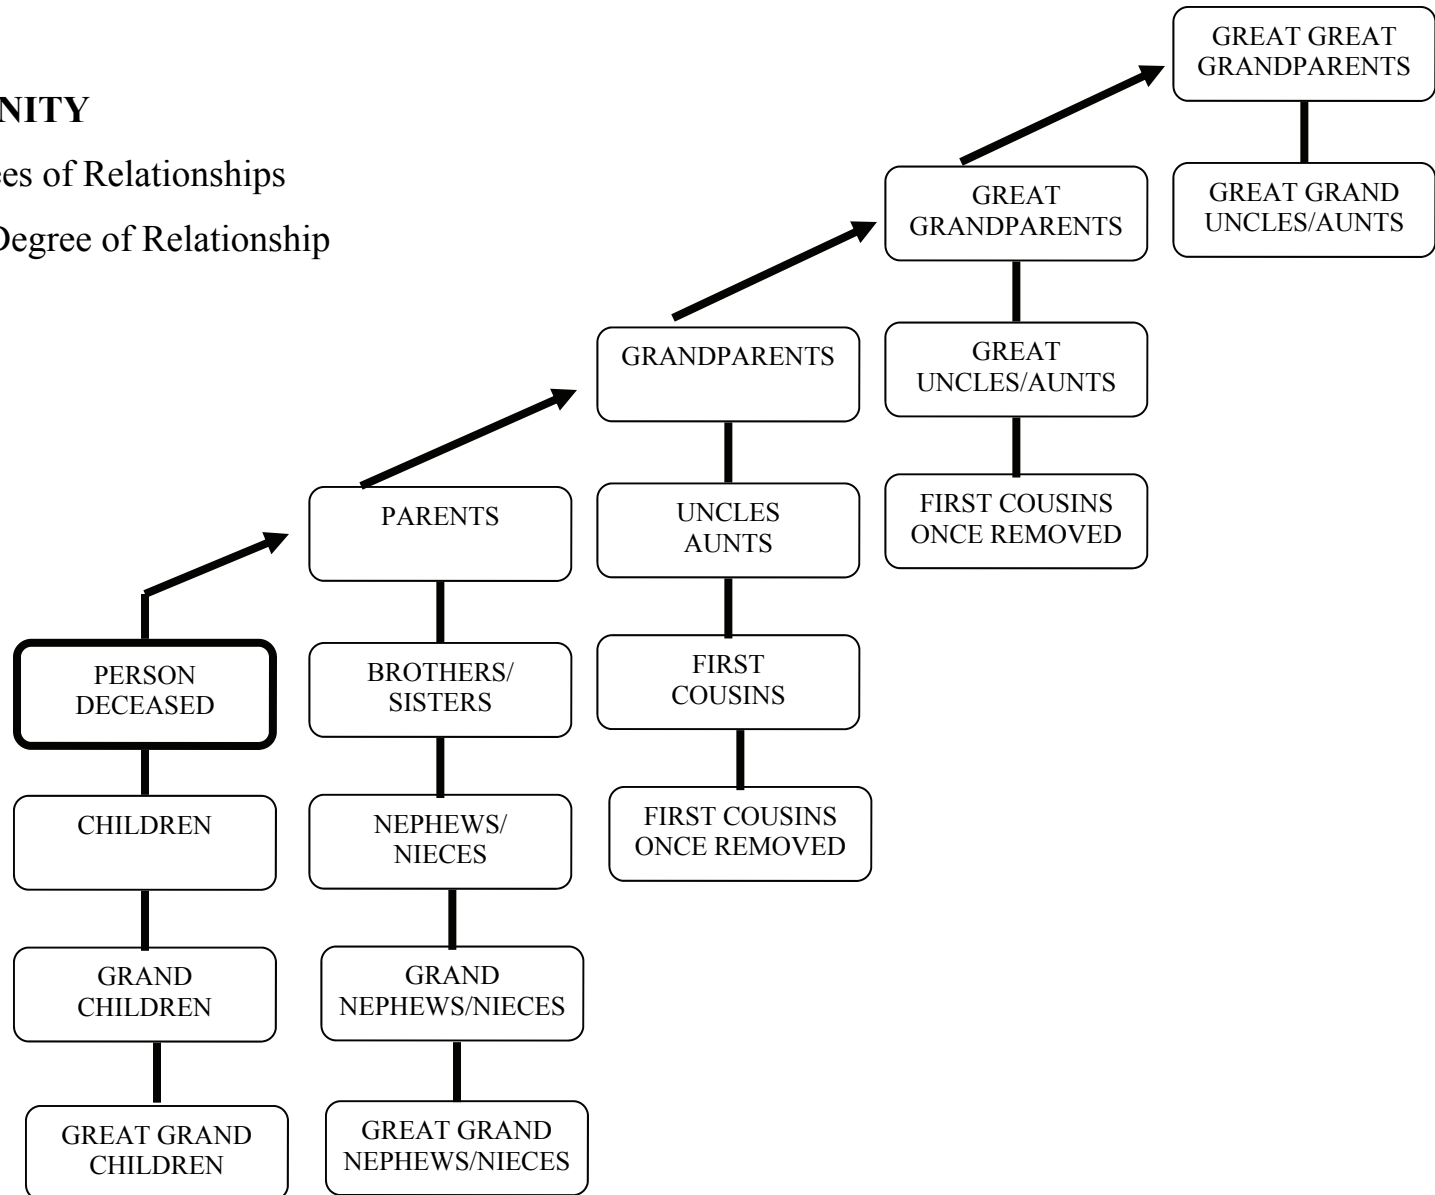 GREAT GREAT
GRANDPARENTS
NITY
ees of Relationships
Degree of Relationship
GREAT
GRANDPARENTS
GREAT GRAND
UNCLES/AUNTS
GRANDPARENTS
GREAT
UNCLES/AUNTS
PARENTS
UNCLES
AUNTS
FIRST COUSINS
ONCE REMOVED
PERSON
DECEASED
BROTHERS/
SISTERS
FIRST
COUSINS
CHILDREN
NEPHEWS/
NIECES
FIRST COUSINS
ONCE REMOVED
GRAND
CHILDREN
GRAND
NEPHEWS/NIECES
GREAT GRAND
CHILDREN
GREAT GRAND
NEPHEWS/NIECES